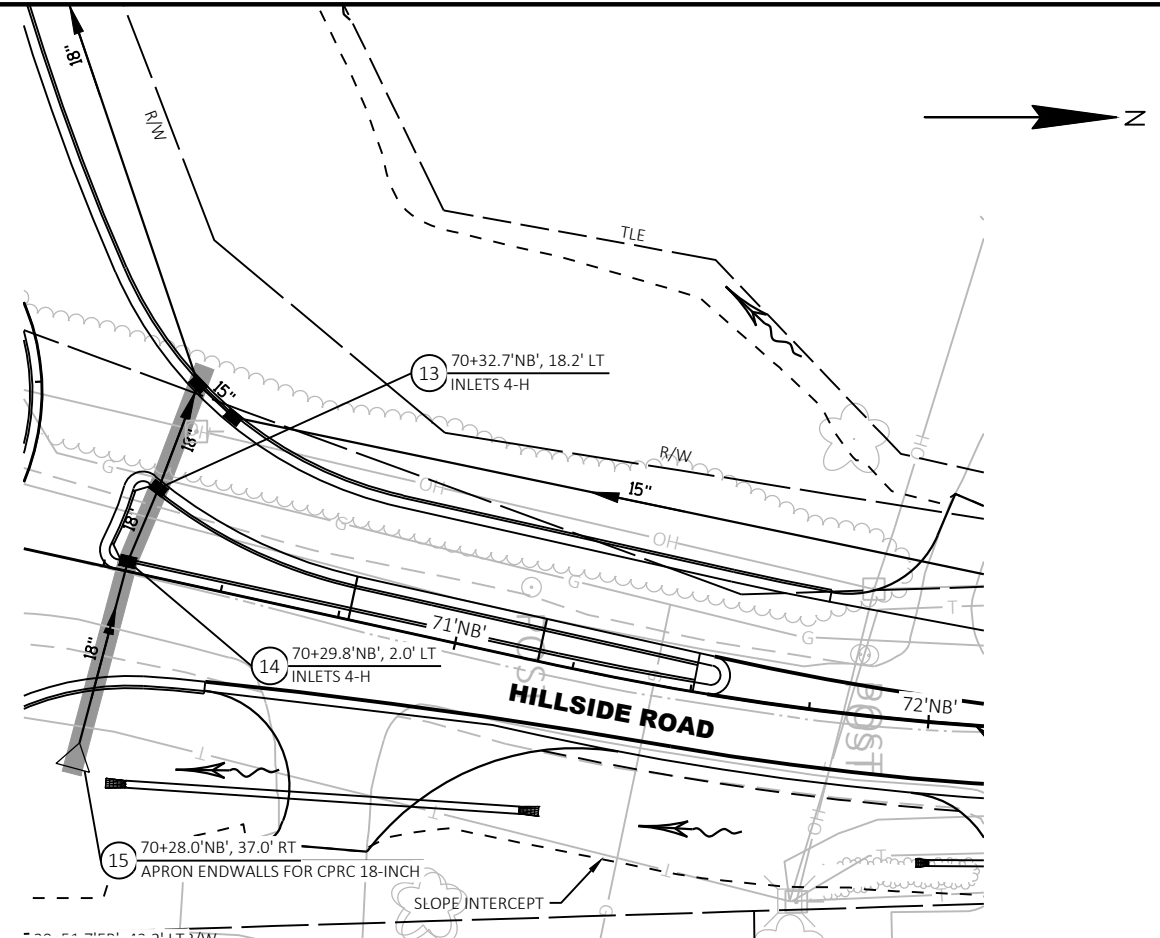 18"
R/W
N
TLE
13
70+32.7'NB', 18.2' LT
INLETS 4-H
15"
18"
R/W
15"
OH
G
G
OH
G
18"
T
G
71'NB'
14
70+29.8'NB', 2.0' LT
INLETS 4-H
18"
HILLSIDE ROAD
72'NB'
HO
HO
T
T
T
T
15
70+28.0'NB', 37.0' RT
APRON ENDWALLS FOR CPRC 18-INCH
SLOPE INTERCEPT